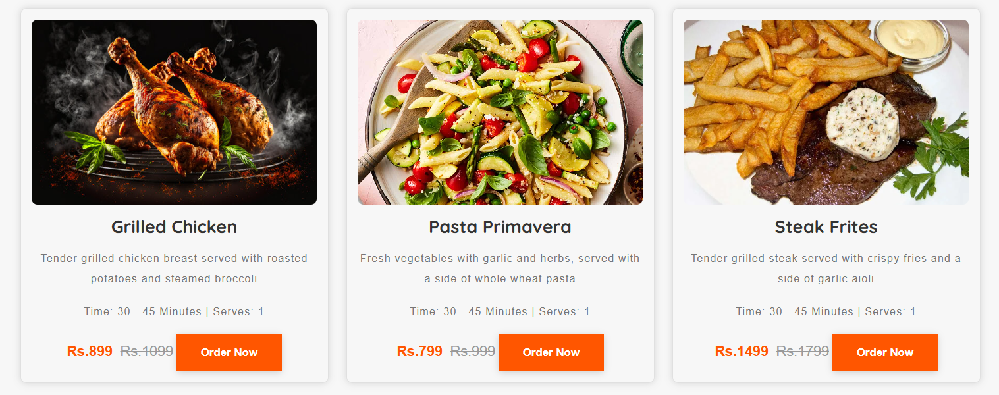 Grilled Chicken
Tender grilled chicken breast served with roasted
potatoes and steamed broccoli
Time: 30 - 45 Minutes | Serves: 1
Rs.899 Rs.1099 Order Now
Pasta Primavera
Fresh vegetables with garlic and herbs, served with
a side of whole wheat pasta
Time: 30 - 45 Minutes | Serves: 1
Rs.799 Rs.999 Order Now
Steak Frites
Tender grilled steak served with crispy fries and a
side of garlic aioli
Time: 30 - 45 Minutes | Serves: 1
Rs.1499 Rs.1799 Order Now